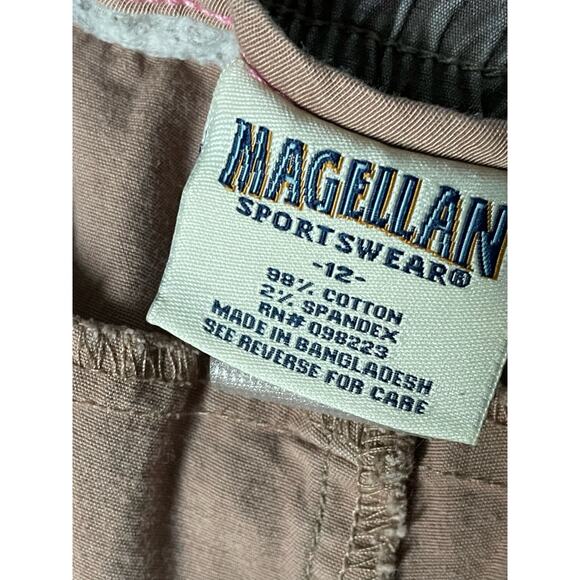 MAGELLAN
SPORTSWEAR®
-12-
98% COTTON
2% SPANDEX
RN# 098223
MADE IN BANGLADESH
SEE REVERSE FOR CARE